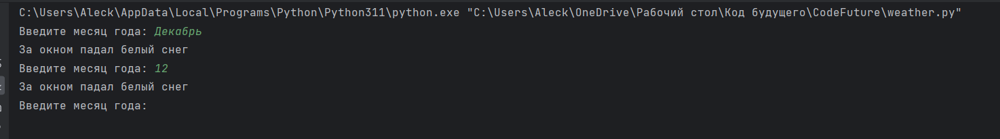 C:\Users\Aleck\AppData\Local\Programs\Python\Python311\python.exe "C:\Users\Aleck\OneDrive\Рабочий стол\Код будущего\CodeFuture\weather.py"
Введите месяц года: Декабрь
За окном падал белый снег
Введите месяц года: 12
За окном падал белый снег
Введите месяц года: